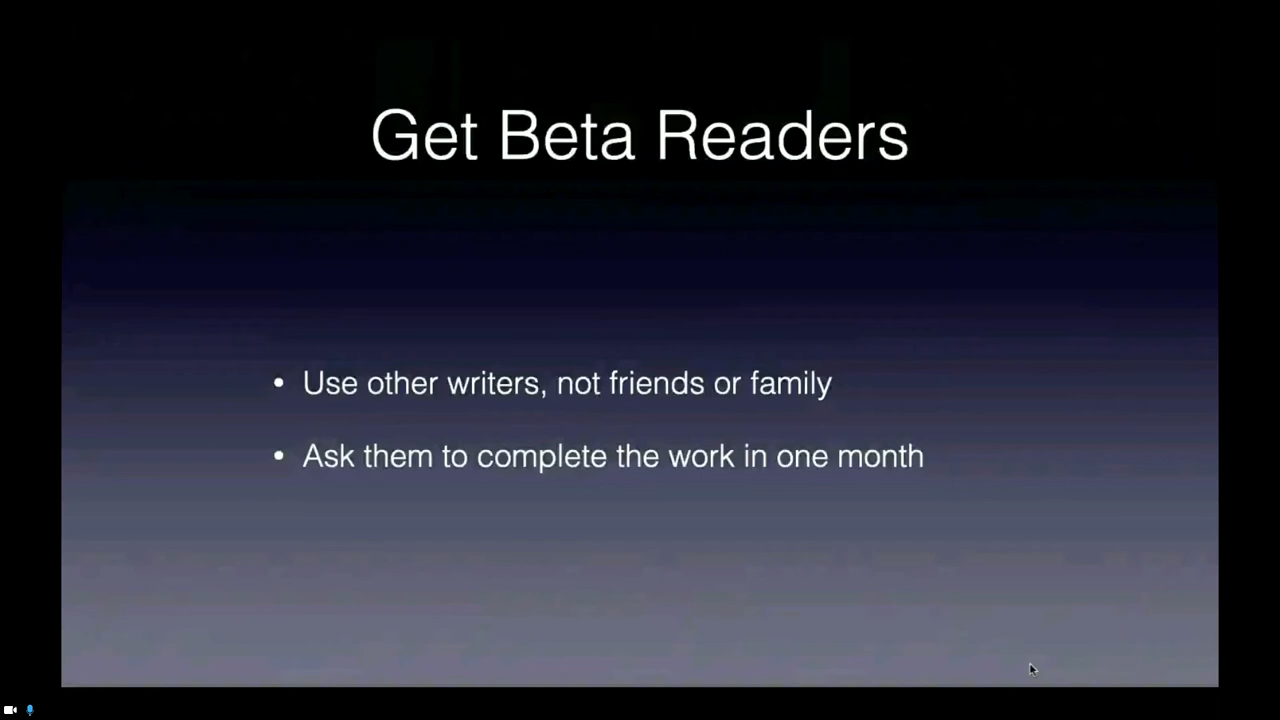 Get Beta Readers
• Use other writers, not friends or family
• Ask them to complete the work in one month